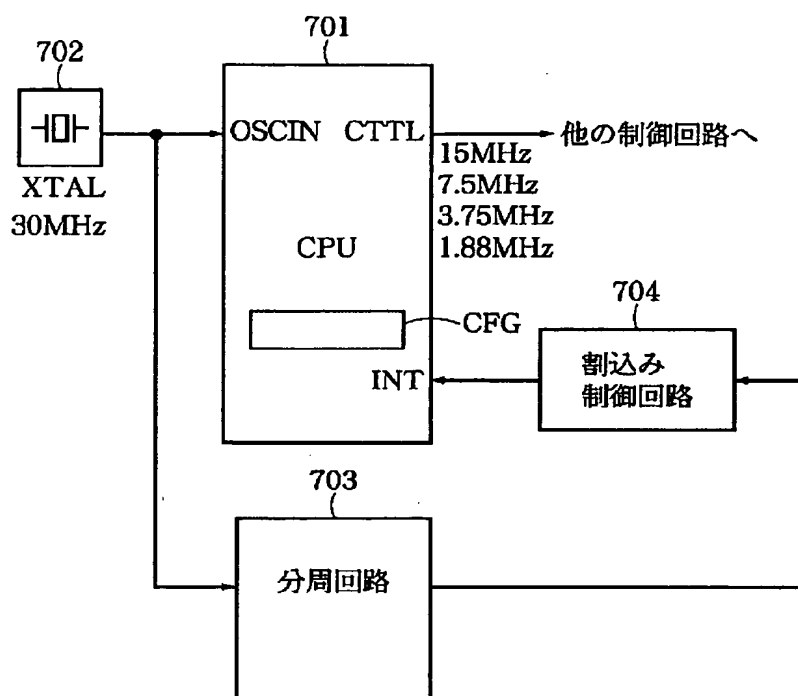 702
701
XTAL
30MHz
OSCIN
CTTL
他の制御回路へ
15MHz
7.5MHz
3.75MHz
1.88MHz
CPU
CFG
704
割込み
制御回路
INT
703
分周回路